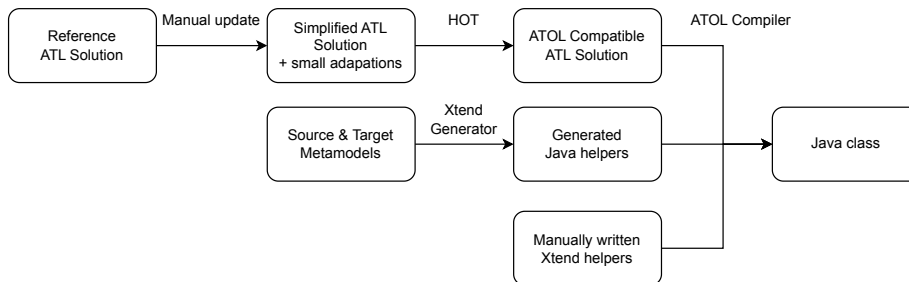 Manual update
HOT
ATOL Compiler
Reference
ATL Solution
Simplified ATL
Solution
+ small adapations
ATOL Compatible
ATL Solution
Xtend
Generator
Source & Target
Metamodels
Generated
Java helpers
Java class
Manually written
Xtend helpers